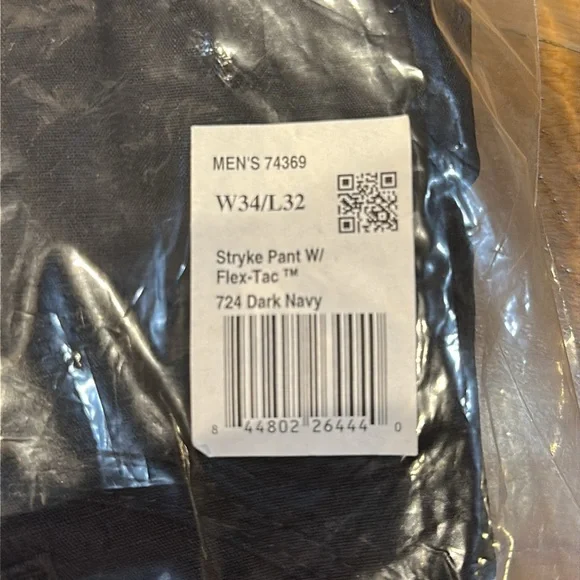 MEN'S 74369
W34/L32
Stryke Pant W/
Flex-Tac ™
724 Dark Navy
8 44802 26444 0